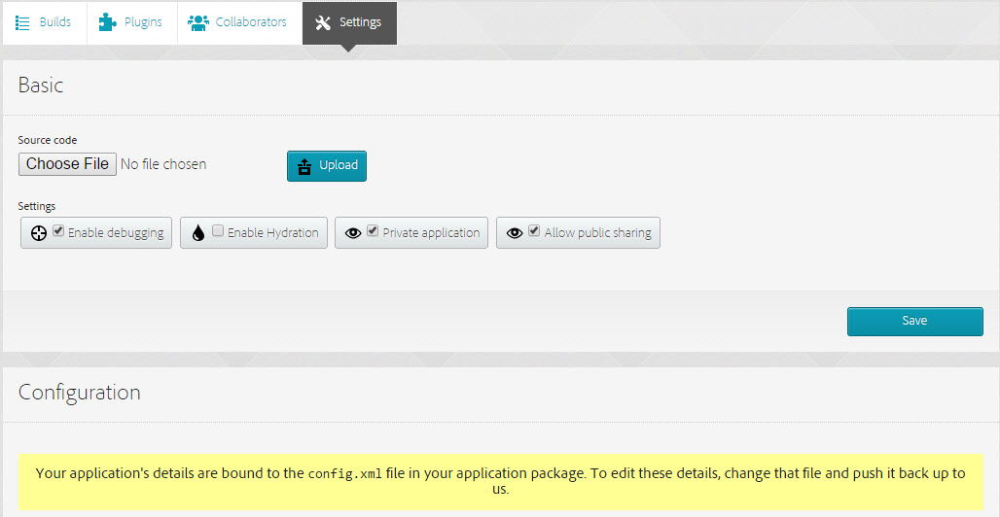 Builds Plugins Collaborators Settings
Basic
Source code
Choose File No file chosen Upload
Settings
Enable debugging Enable Hydration Private application Allow public sharing
Save
Configuration
Your application's details are bound to the config.xml file in your application package. To edit these details, change that file and push it back up to
us.